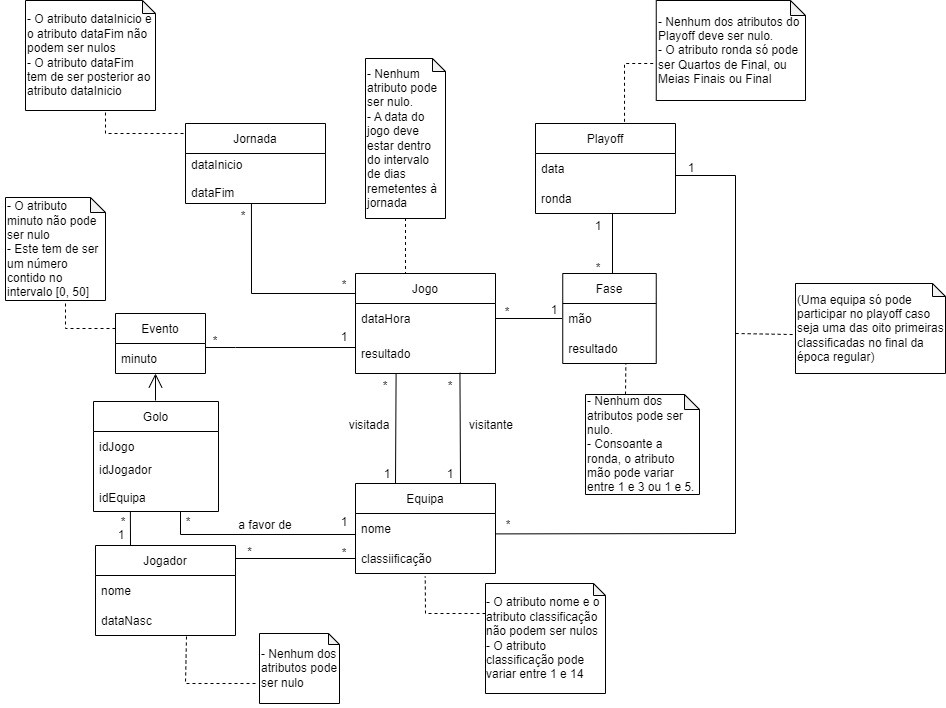 - O atributo dataInicio e
o atributo dataFim não
podem ser nulos
- O atributo dataFim
tem de ser posterior ao
atributo dataInicio
- Nenhum dos atributos do
Playoff deve ser nulo.
- O atributo ronda só pode
ser Quartos de Final, ou
Meias Finais ou Final
- Nenhum
atributo pode
ser nulo.
- A data do
jogo deve
estar dentro
do intervalo
de dias
remetentes à
jornada
Jornada
dataInicio
dataFim
*
Playoff
data
ronda
1
1
- O atributo
minuto não pode
ser nulo
- Este tem de ser
um número
contido no
intervalo [0, 50]
*
Jogo
dataHora
resultado
*
1
*
Fase
mão
resultado
(Uma equipa só pode
participar no playoff caso
seja uma das oito primeiras
classificadas no final da
época regular)
Evento
minuto
*
1
*
*
visitada
visitante
1
1
- Nenhum dos
atributos pode ser
nulo.
- Consoante a
ronda, o atributo
mão pode variar
entre 1 e 3 ou 1 e 5.
Golo
idJogo
idJogador
idEquipa
*
1
*
a favor de
1
Equipa
nome
classiificação
*
*
*
Jogador
nome
dataNasc
- Nenhum dos
atributos pode
ser nulo
- O atributo nome e o
atributo classificação
não podem ser nulos
- O atributo
classificação pode
variar entre 1 e 14